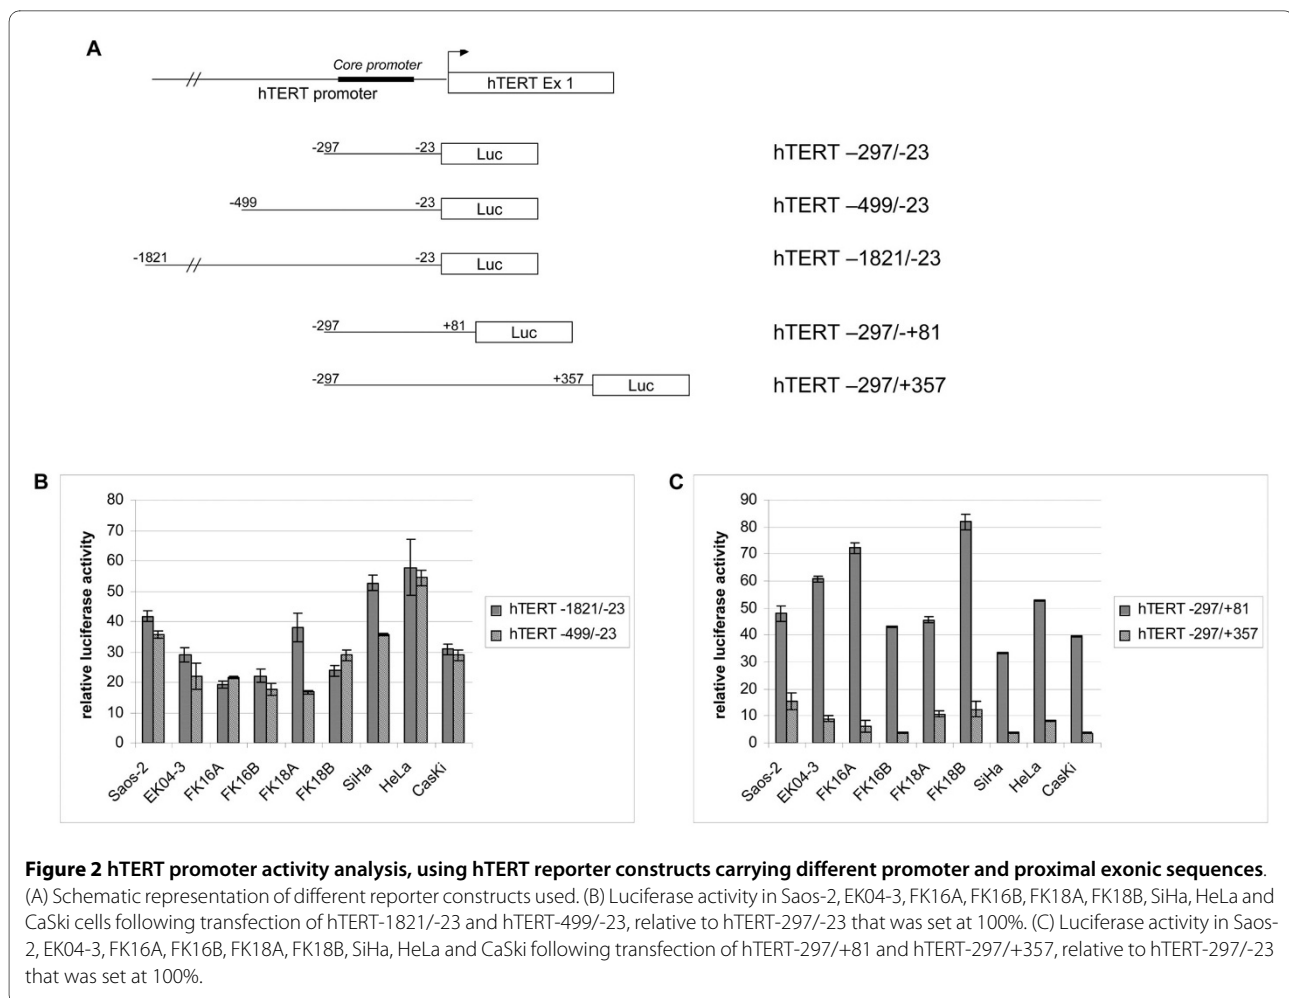 A
Core promoter
hTERT promoter
hTERT Ex 1
-297 -23 Luc hTERT –297/-23
-499 -23 Luc hTERT –499/-23
-1821 -23 Luc hTERT –1821/-23
-297 +81 Luc hTERT –297/-+81
-297 +357 Luc hTERT –297/+357
B
relative luciferase activity
80
70
60
50
40
30
20
10
0
Saos-2 EK04-3 FK16A FK16B FK18A FK18B SiHa HeLa CasKi
hTERT -1821/-23
hTERT -499/-23
C
relative luciferase activity
90
80
70
60
50
40
30
20
10
0
Saos-2 EK04-3 FK16A FK16B FK18A FK18B SiHa HeLa CasKi
hTERT -297/+81
hTERT -297/+357
Figure 2 hTERT promoter activity analysis, using hTERT reporter constructs carrying different promoter and proximal exonic sequences.
(A) Schematic representation of different reporter constructs used. (B) Luciferase activity in Saos-2, EK04-3, FK16A, FK16B, FK18A, FK18B, SiHa, HeLa and
CaSki cells following transfection of hTERT-1821/-23 and hTERT-499/-23, relative to hTERT-297/-23 that was set at 100%. (C) Luciferase activity in Saos-
2, EK04-3, FK16A, FK16B, FK18A, FK18B, SiHa, HeLa and CaSki following transfection of hTERT-297/+81 and hTERT-297/+357, relative to hTERT-297/-23
that was set at 100%.